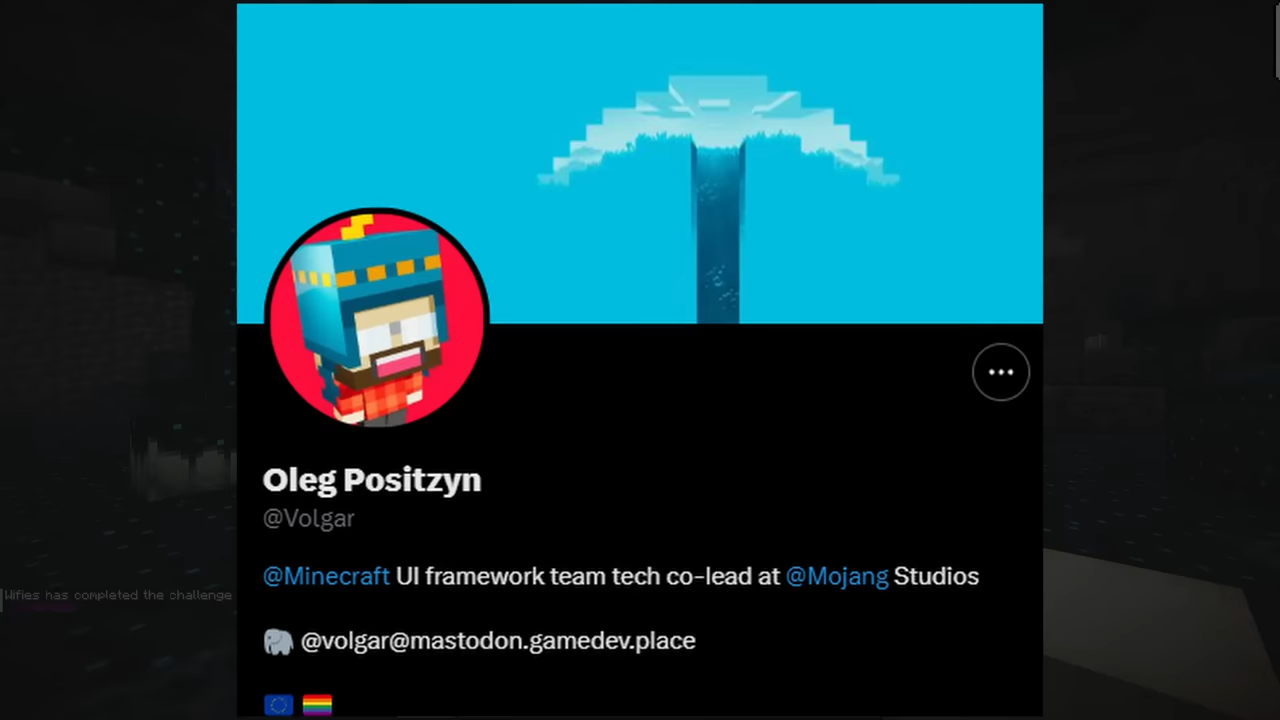 Oleg Positzyn
@Volgar
@Minecraft UI framework team tech co-lead at @Mojang Studios
@volgar@mastodon.gamedev.place
Wifies has completed the challenge